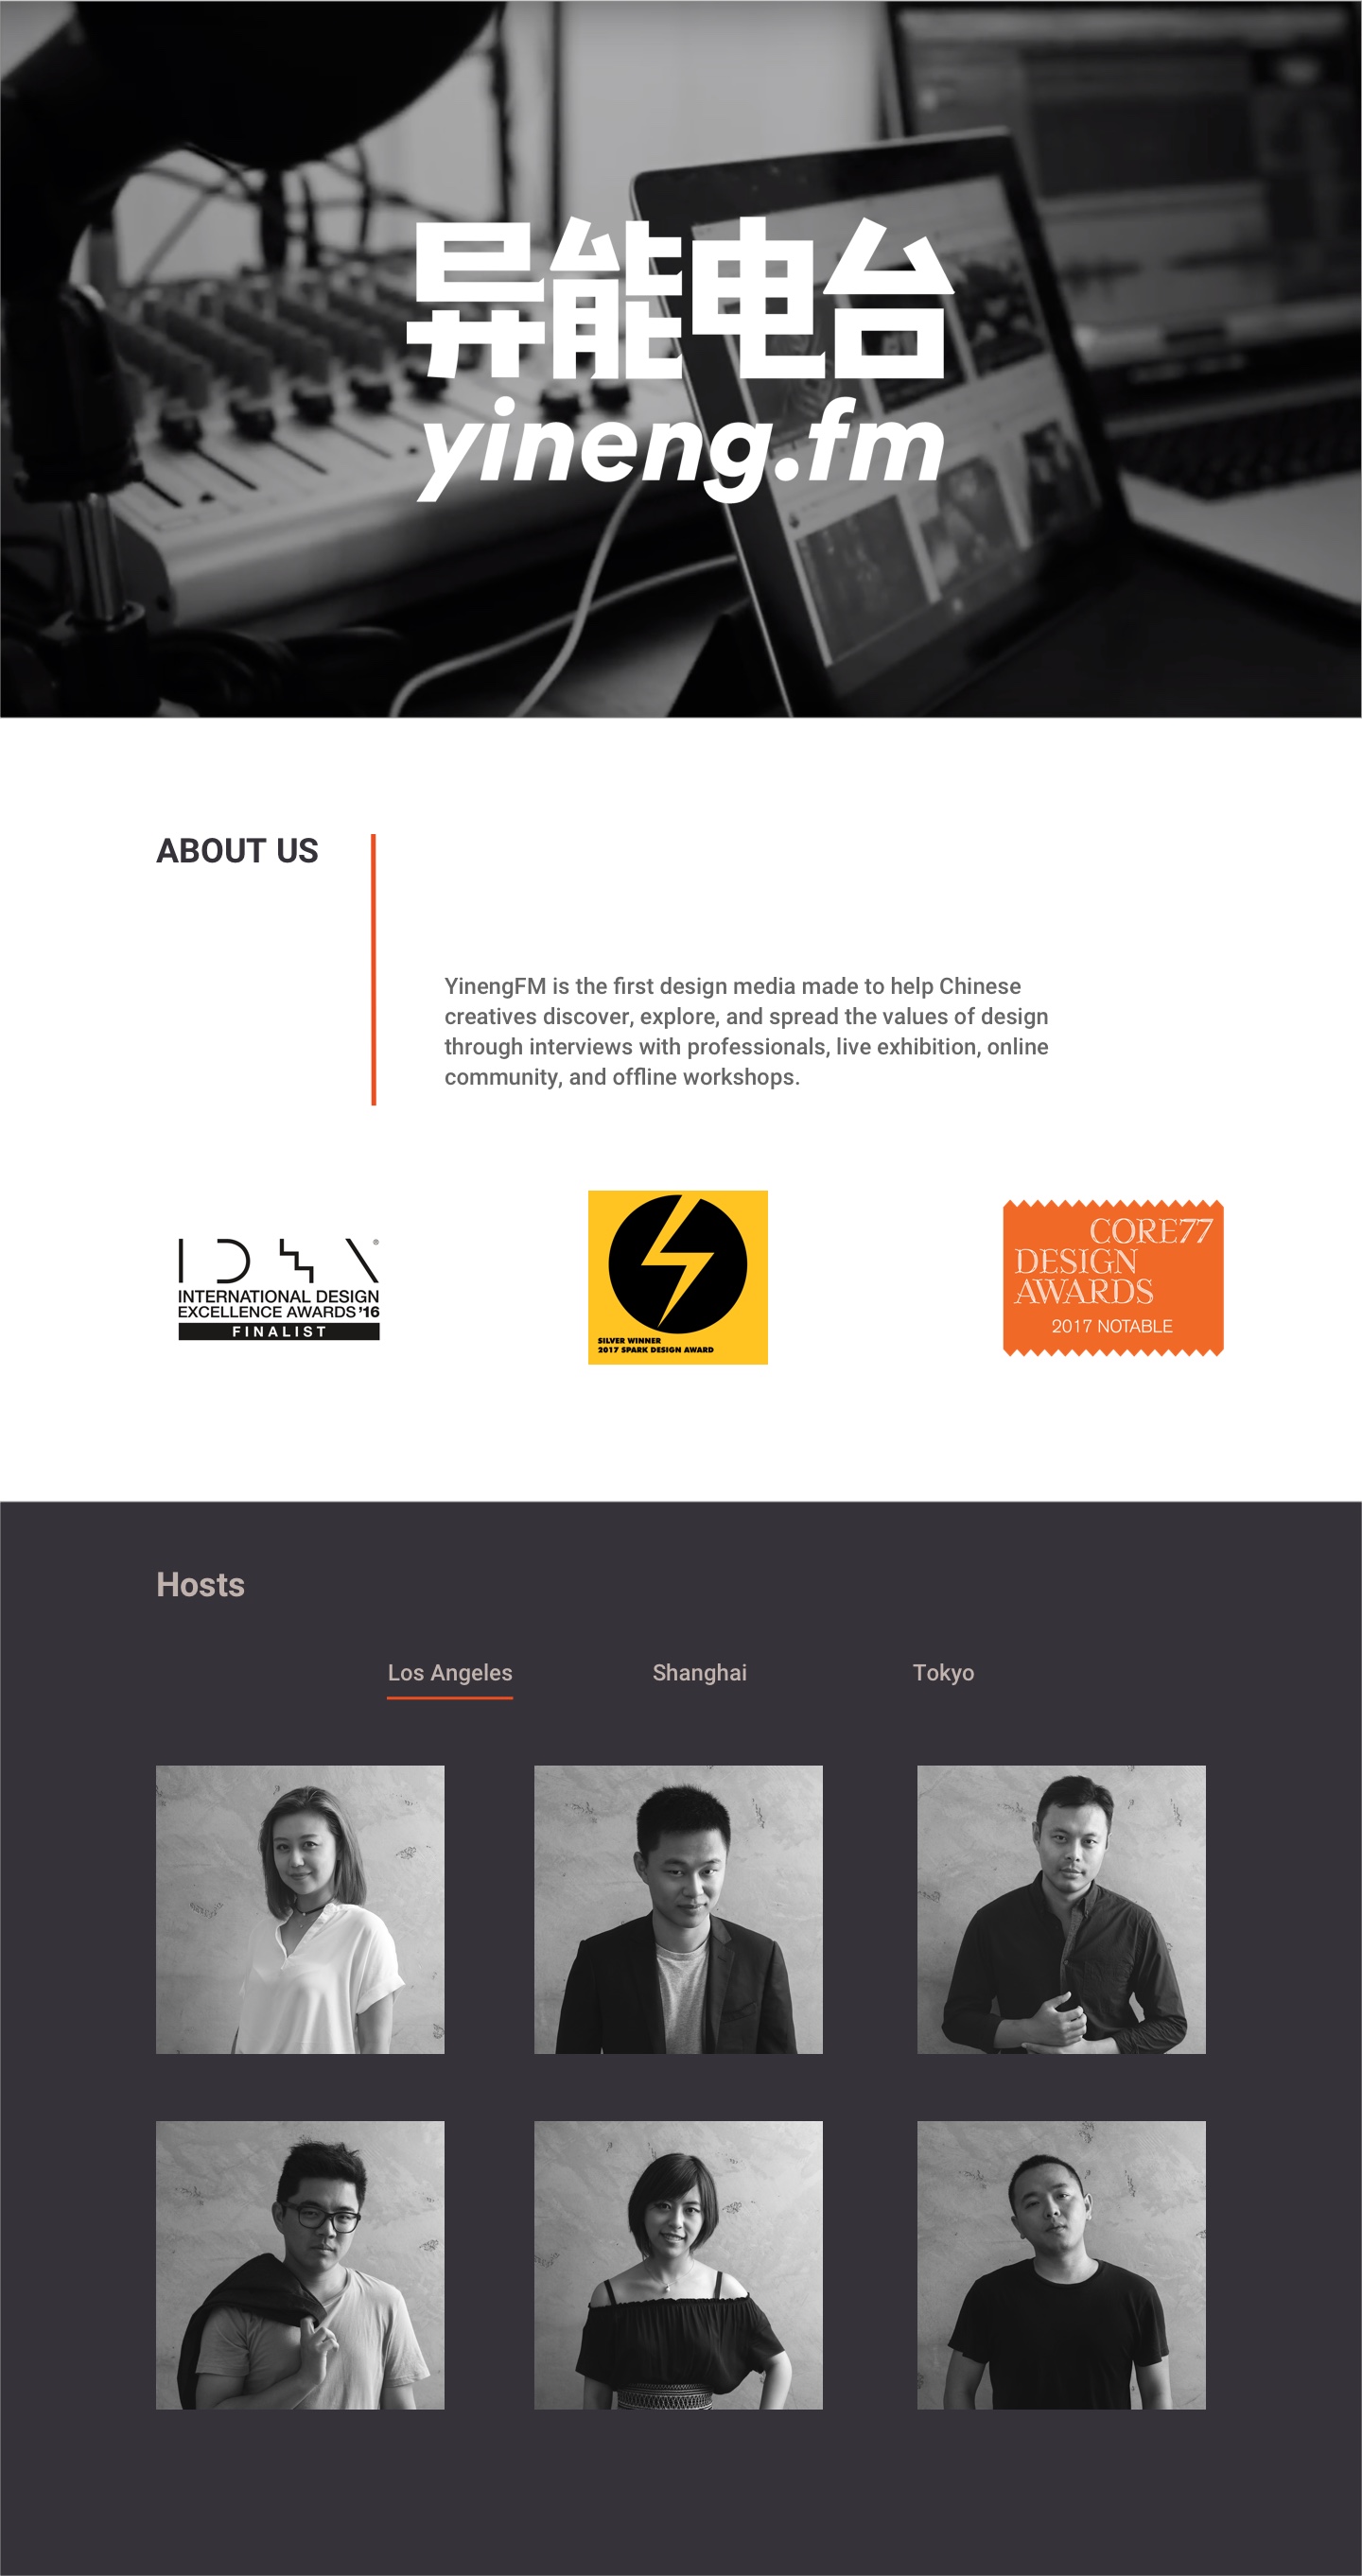 异能电台
yineng.fm
ABOUT US
YinengFM is the first design media made to help Chinese
creatives discover, explore, and spread the values of design
through interviews with professionals, live exhibition, online
community, and offline workshops.
INTERNATIONAL DESIGN
EXCELLENCE AWARDS '16
FINALIST
SILVER WINNER
2017 SPARK DESIGN AWARD
CORE77
DESIGN
AWARDS
2017 NOTABLE
Hosts
Los Angeles
Shanghai
Tokyo